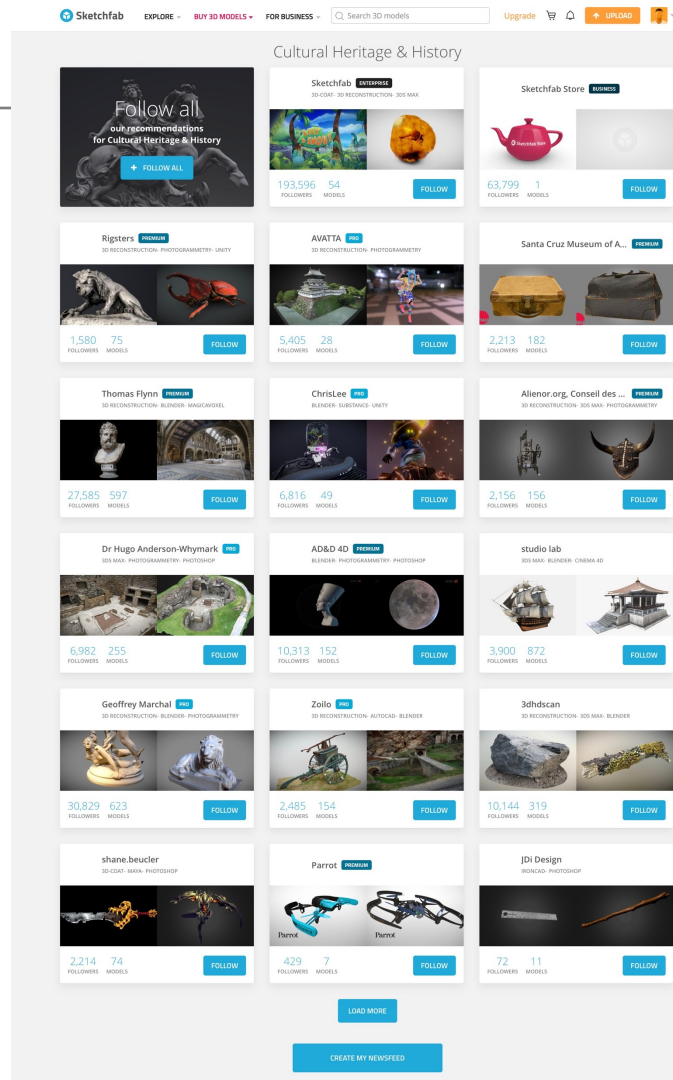 Sketchfab EXPLORE BUY 3D MODELS FOR BUSINESS Search 3D models Upgrade UPLOAD
Cultural Heritage & History
Follow all
our recommendations
for Cultural Heritage & History
+ FOLLOW ALL
Sketchfab ENTERPRISE
3D-COAT- 3D RECONSTRUCTION- 3DS MAX
193,596 54
FOLLOWERS MODELS
FOLLOW
Sketchfab Store BUSINESS
Sketchfab Store
63,799 1
FOLLOWERS MODELS
FOLLOW
Rigsters PREMIUM
3D RECONSTRUCTION- PHOTOGRAMMETRY- UNITY
1,580 75
FOLLOWERS MODELS
FOLLOW
AVATTA PRO
3D RECONSTRUCTION- PHOTOGRAMMETRY
5,405 28
FOLLOWERS MODELS
FOLLOW
Santa Cruz Museum of A... PREMIUM
2,213 182
FOLLOWERS MODELS
FOLLOW
Thomas Flynn PREMIUM
3D RECONSTRUCTION- BLENDER- MAGICAVOXEL
27,585 597
FOLLOWERS MODELS
FOLLOW
ChrisLee PRO
BLENDER- SUBSTANCE- UNITY
6,816 49
FOLLOWERS MODELS
FOLLOW
Alienor.org, Conseil des ... PREMIUM
3D RECONSTRUCTION- 3DS MAX- PHOTOGRAMMETRY
2,156 156
FOLLOWERS MODELS
FOLLOW
Dr Hugo Anderson-Whymark PRO
3DS MAX- PHOTOGRAMMETRY- PHOTOSHOP
6,982 255
FOLLOWERS MODELS
FOLLOW
AD&D 4D PREMIUM
BLENDER- PHOTOGRAMMETRY- PHOTOSHOP
10,313 152
FOLLOWERS MODELS
FOLLOW
studio lab
3DS MAX- BLENDER- CINEMA 4D
3,900 872
FOLLOWERS MODELS
FOLLOW
Geoffrey Marchal PRO
3D RECONSTRUCTION- BLENDER- PHOTOGRAMMETRY
30,829 623
FOLLOWERS MODELS
FOLLOW
Zoilo PRO
3D RECONSTRUCTION- AUTOCAD- BLENDER
2,485 154
FOLLOWERS MODELS
FOLLOW
3dhdscan
3D RECONSTRUCTION- 3DS MAX- BLENDER
10,144 319
FOLLOWERS MODELS
FOLLOW
shane.beucler
3D-COAT- MAYA- PHOTOSHOP
2,214 74
FOLLOWERS MODELS
FOLLOW
Parrot PREMIUM
Parrot Parrot
429 7
FOLLOWERS MODELS
FOLLOW
JDi Design
IRONCAD- PHOTOSHOP
72 11
FOLLOWERS MODELS
FOLLOW
LOAD MORE
CREATE MY NEWSFEED